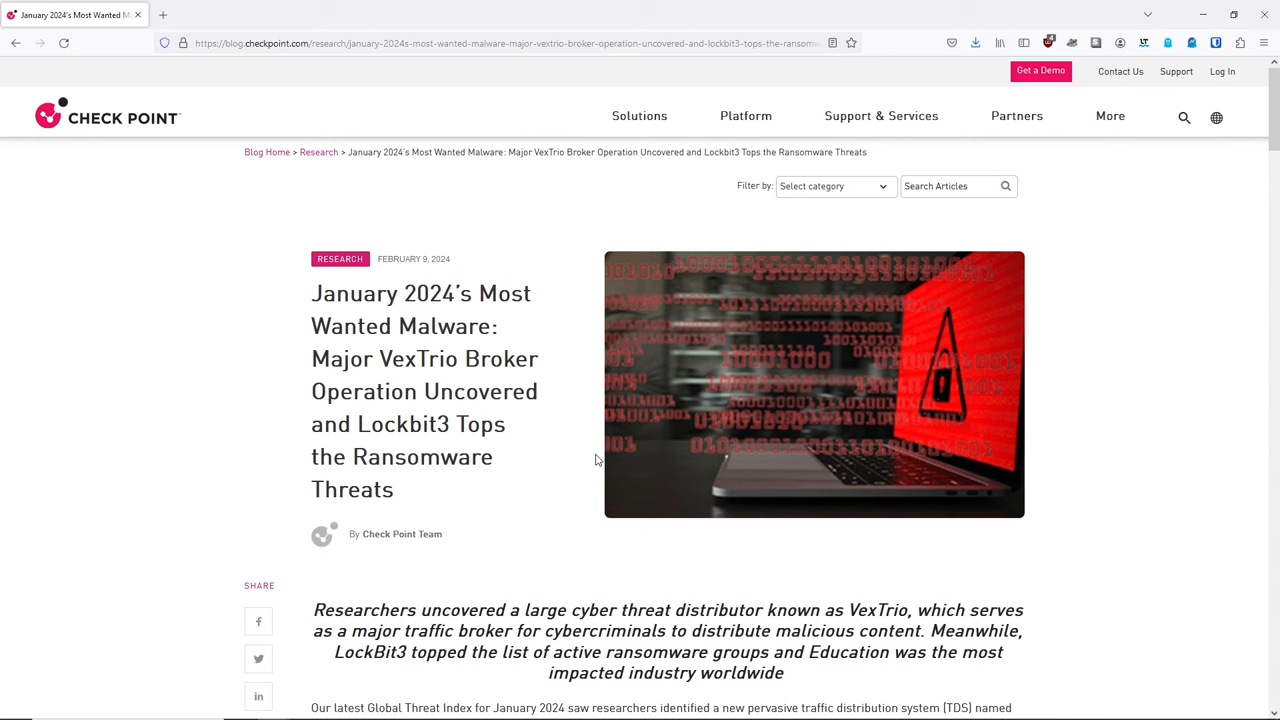 January 2024's Most Wanted M
https://blog.checkpoint.com/research/january-2024s-most-wanted-malware-major-vextrio-broker-operation-uncovered-and-lockbit3-tops-the-ransomw
4
Get a Demo
Contact Us
Support
Log In
CHECK POINT
Solutions
Platform
Support & Services
Partners
More
Blog Home > Research > January 2024's Most Wanted Malware: Major VexTrio Broker Operation Uncovered and Lockbit3 Tops the Ransomware Threats
Filter by:
Select category
Search Articles
RESEARCH
FEBRUARY 9, 2024
January 2024's Most
Wanted Malware:
Major VexTrio Broker
Operation Uncovered
and Lockbit3 Tops
the Ransomware
Threats
By Check Point Team
SHARE
Researchers uncovered a large cyber threat distributor known as VexTrio, which serves
as a major traffic broker for cybercriminals to distribute malicious content. Meanwhile,
LockBit3 topped the list of active ransomware groups and Education was the most
impacted industry worldwide
Our latest Global Threat Index for January 2024 saw researchers identified a new pervasive traffic distribution system (TDS) named